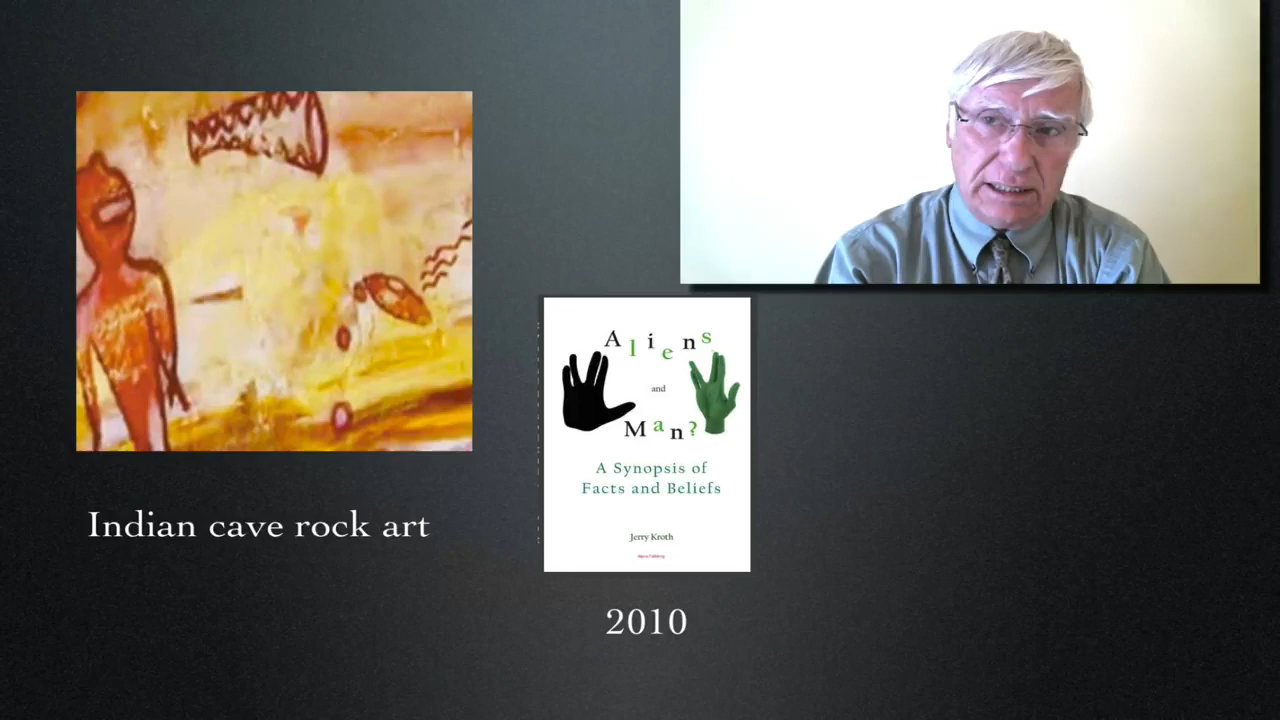 Aliens
and
Man?
A Synopsis of
Facts and Beliefs
Jerry Kroth
Indian cave rock art
2010